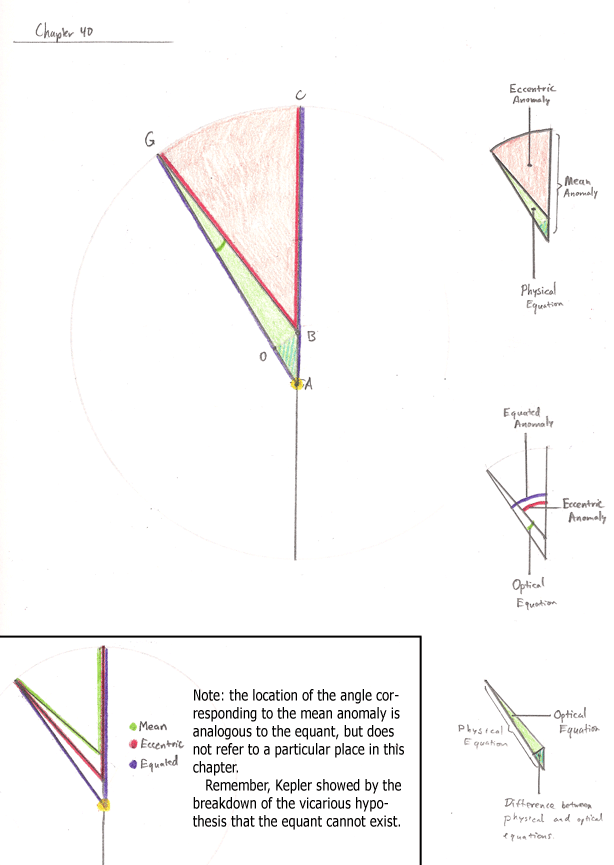 Chapter 40
C
G
B
O
A
Eccentric
Anomaly
Mean
Anomaly
Physical
Equation
Equated
Anomaly
Eccentric
Anomaly
Optical
Equation
Mean
Eccentric
Equated
Note: the location of the angle cor-
responding to the mean anomaly is
analogous to the equant, but does
not refer to a particular place in this
chapter.
Remember, Kepler showed by the
breakdown of the vicarious hypo-
thesis that the equant cannot exist.
Optical
Equation
Physical
Equation
Difference between
physical and optical
equations.